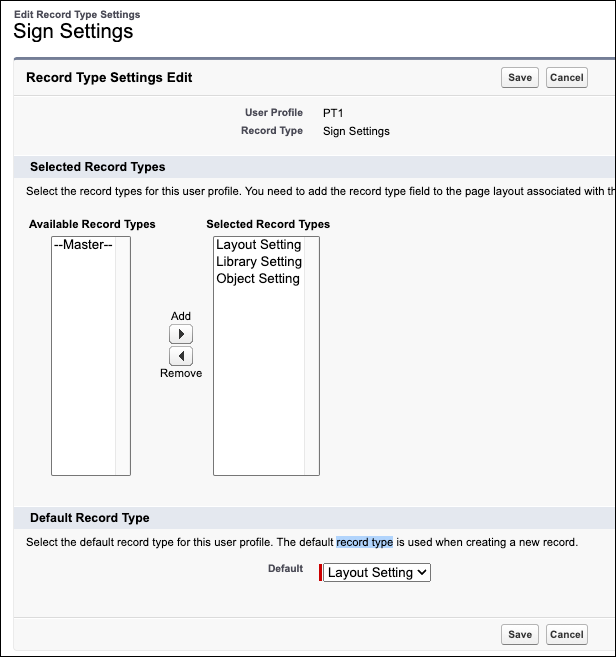 Edit Record Type Settings
Sign Settings
Record Type Settings Edit
Save Cancel
User Profile PT1
Record Type Sign Settings
Selected Record Types
Select the record types for this user profile. You need to add the record type field to the page layout associated with
Available Record Types Selected Record Types
--Master-- Layout Setting
Library Setting
Object Setting
Add
Remove
Default Record Type
Select the default record type for this user profile. The default record type is used when creating a new record.
Default Layout Setting
Save Cancel